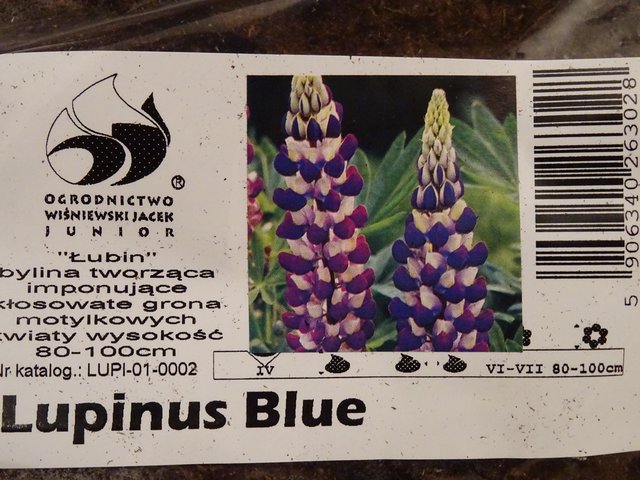 OGRODNICTWO
WIŚNIEWSKI JACEK
JUNIOR
®
"Łubin"
bylina tworząca
imponujące
kłosowate grona
motylkowych
kwiaty wysokość
80-100cm
Nr katalog.: LUPI-01-0002
IV
VI-VII 80-100cm
Lupinus Blue
5 906340 263028